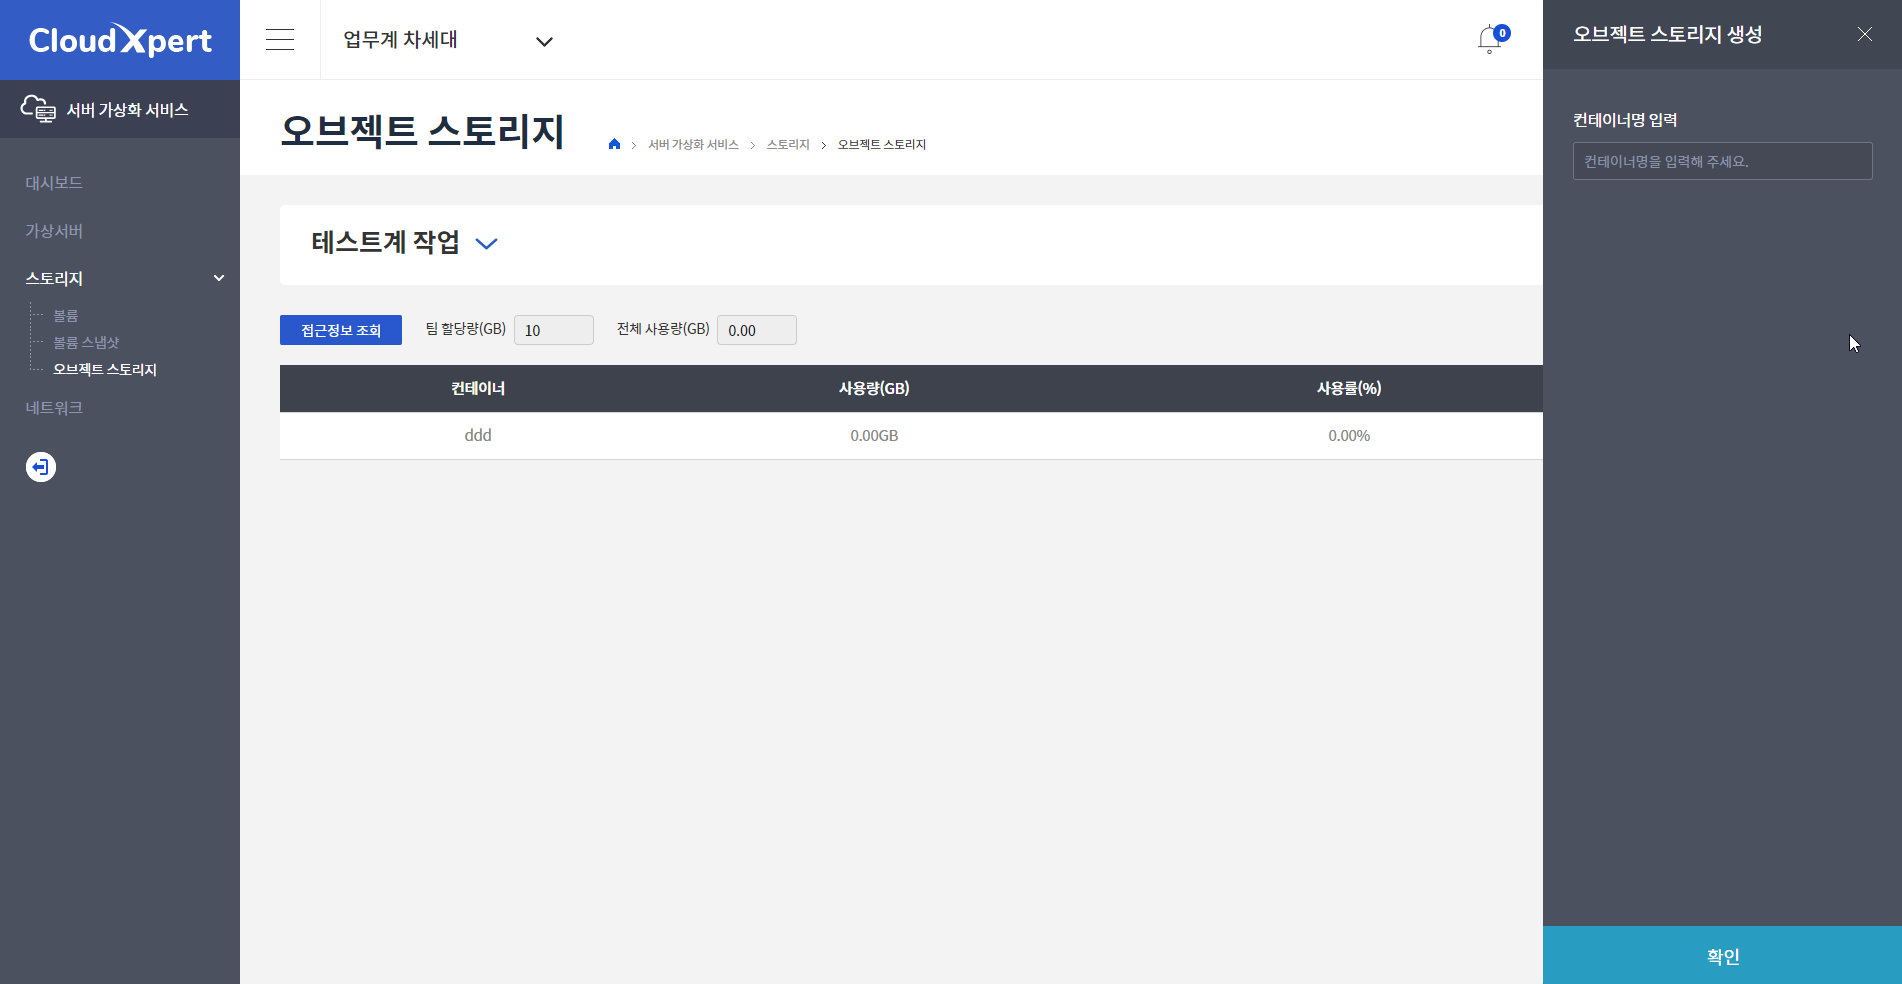 CloudXpert
서버 가상화 서비스
대시보드
가상서버
스토리지
볼륨
볼륨 스냅샷
오브젝트 스토리지
네트워크
업무계 차세대
0
오브젝트 스토리지
서버 가상화 서비스 > 스토리지 > 오브젝트 스토리지
테스트계 작업
접근정보 조회 팀 할당량(GB) 10 전체 사용량(GB) 0.00
컨테이너 사용량(GB) 사용률(%)
ddd 0.00GB 0.00%
오브젝트 스토리지 생성
컨테이너명 입력
컨테이너명을 입력해 주세요.
확인